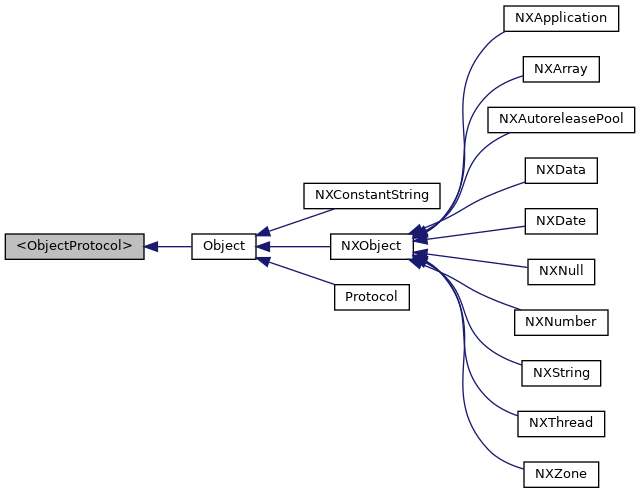 <ObjectProtocol>
Object
NXConstantString
NXObject
Protocol
NXApplication
NXArray
NXAutoreleasePool
NXData
NXDate
NXNull
NXNumber
NXString
NXThread
NXZone